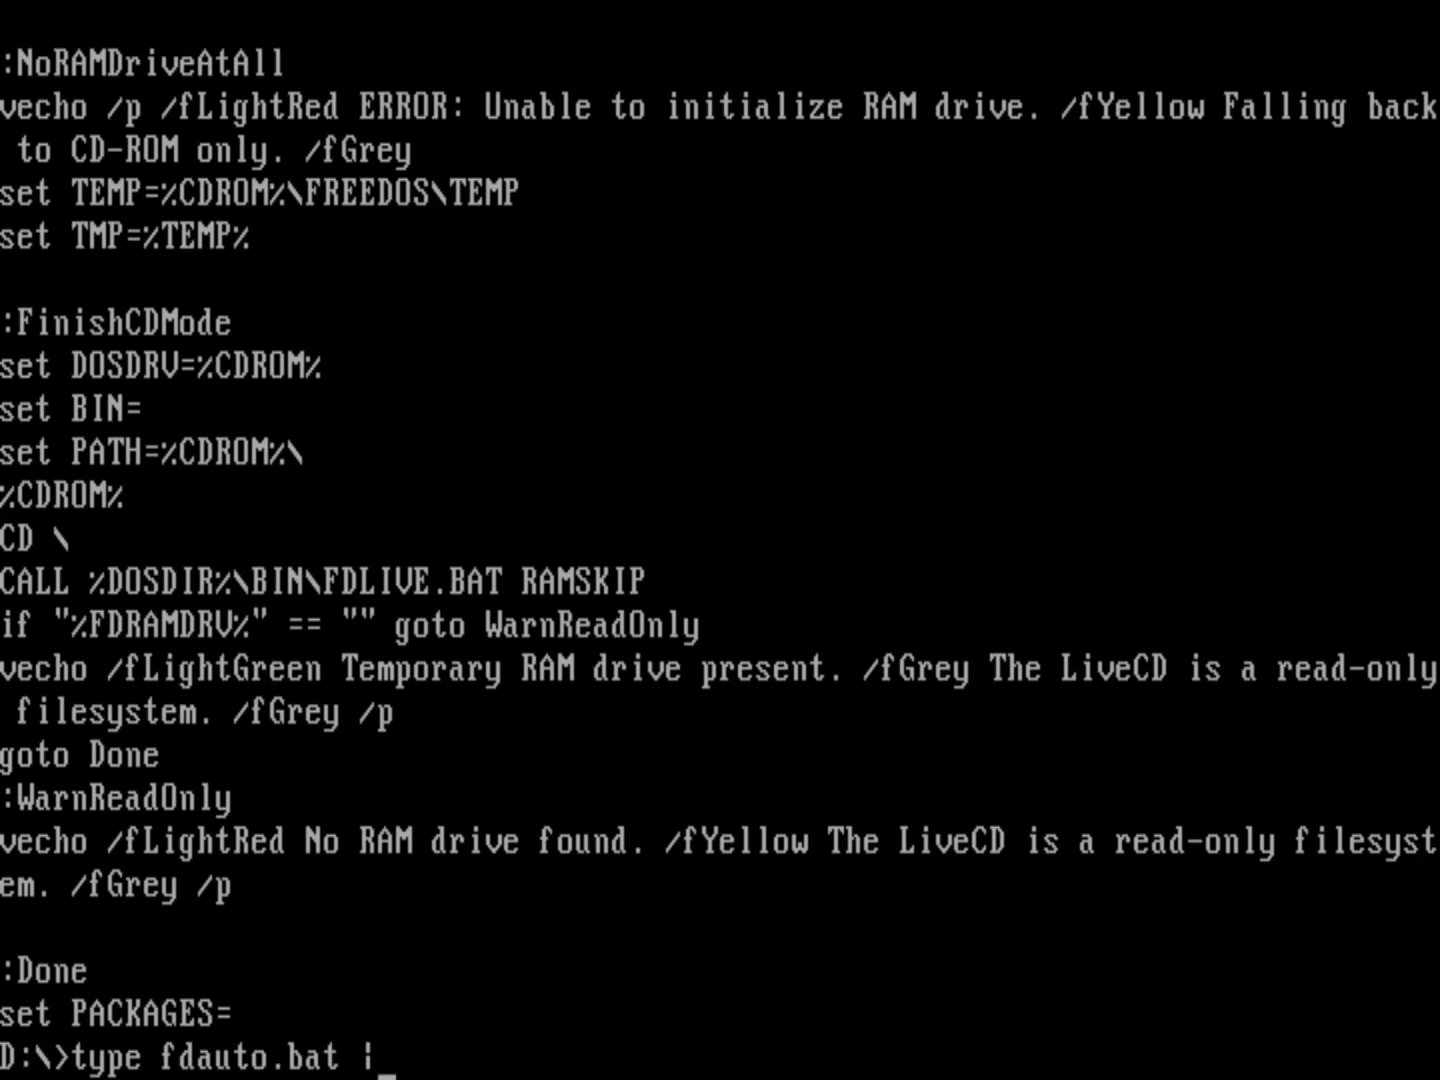 :NoRAMDriveAtAll
vecho /p /fLightRed ERROR: Unable to initialize RAM drive. /fYellow Falling back
 to CD-ROM only. /fGrey
set TEMP=%CDROM%\FREEDOS\TEMP
set TMP=%TEMP%

:FinishCDMode
set DOSDRV=%CDROM%
set BIN=
set PATH=%CDROM%\
%CDROM%
CD \
CALL %DOSDIR%\BIN\FDLIVE.BAT RAMSKIP
if "%FDRAMDRV%" == "" goto WarnReadOnly
vecho /fLightGreen Temporary RAM drive present. /fGrey The LiveCD is a read-only
 filesystem. /fGrey /p
goto Done
:WarnReadOnly
vecho /fLightRed No RAM drive found. /fYellow The LiveCD is a read-only filesyst
em. /fGrey /p

:Done
set PACKAGES=
D:\>type fdauto.bat |_